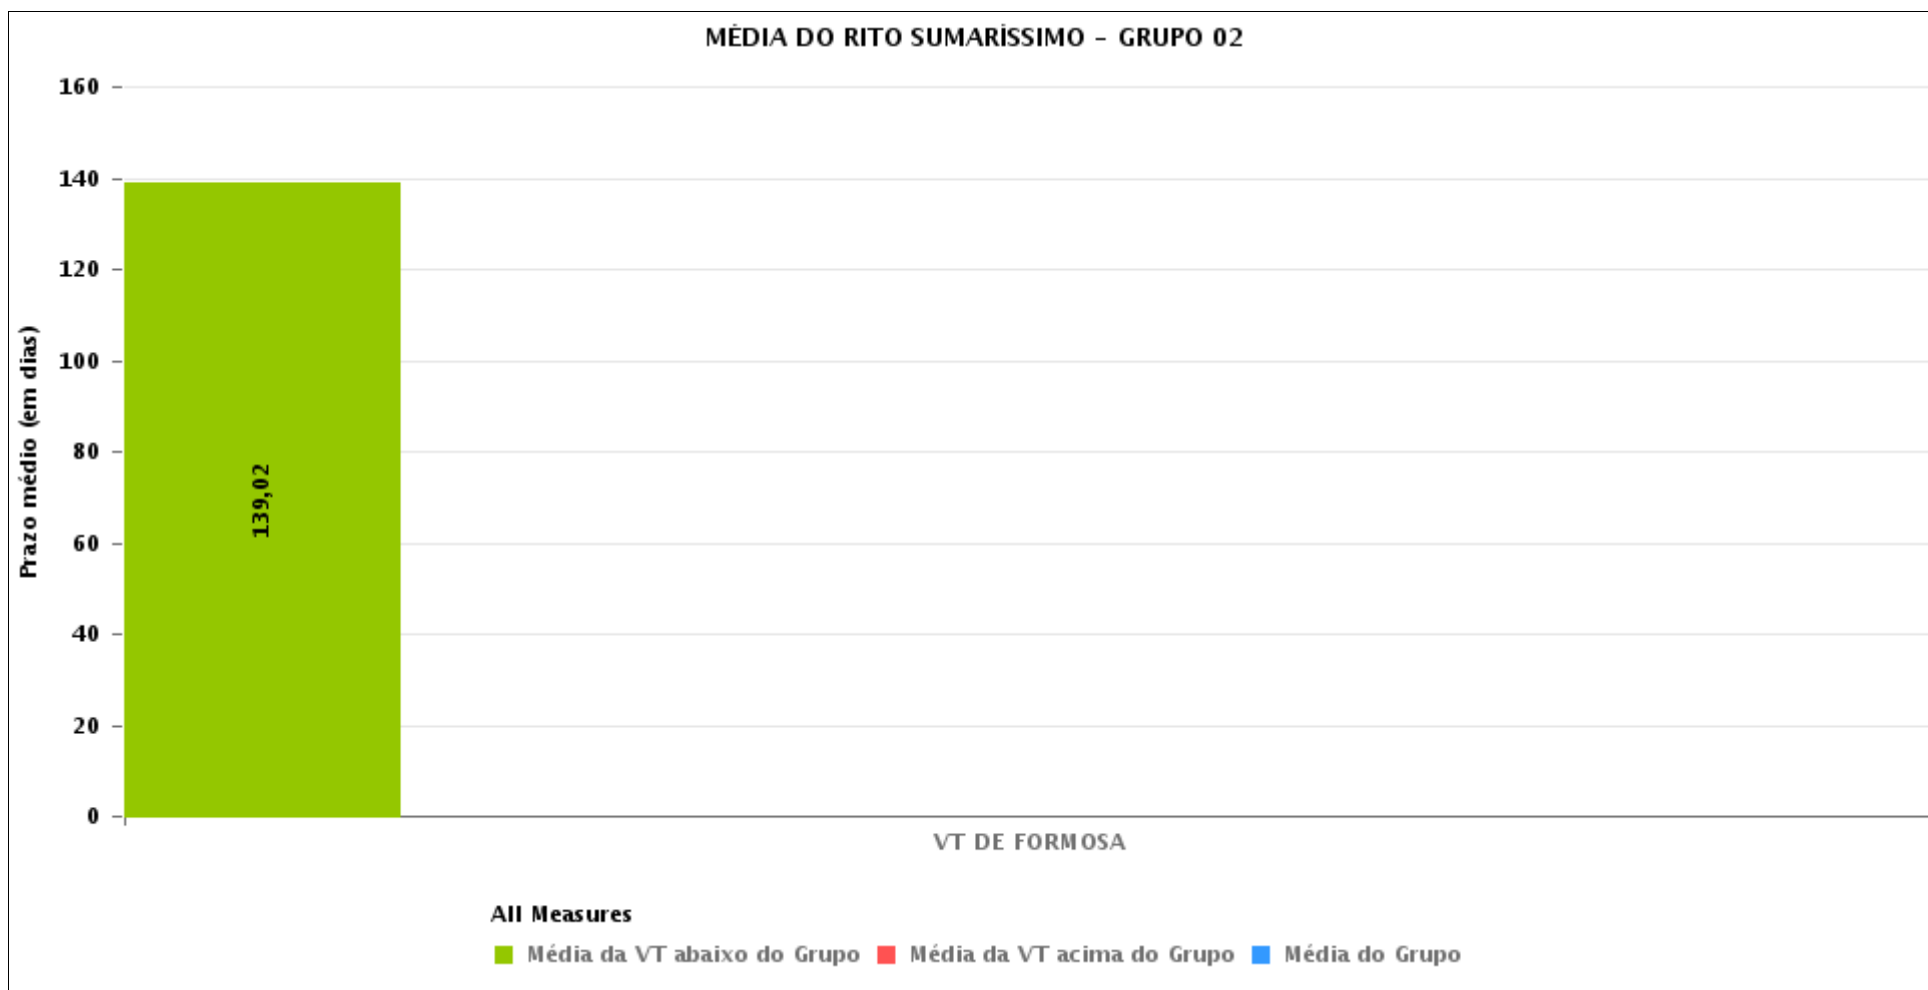 MÉDIA DO RITO SUMARÍSSIMO - GRUPO 02
160
140
120
100
80
60
40
20
0
Prazo médio (em dias)
139,02
VT DE FORMOSA
All Measures
Média da VT abaixo do Grupo Média da VT acima do Grupo Média do Grupo